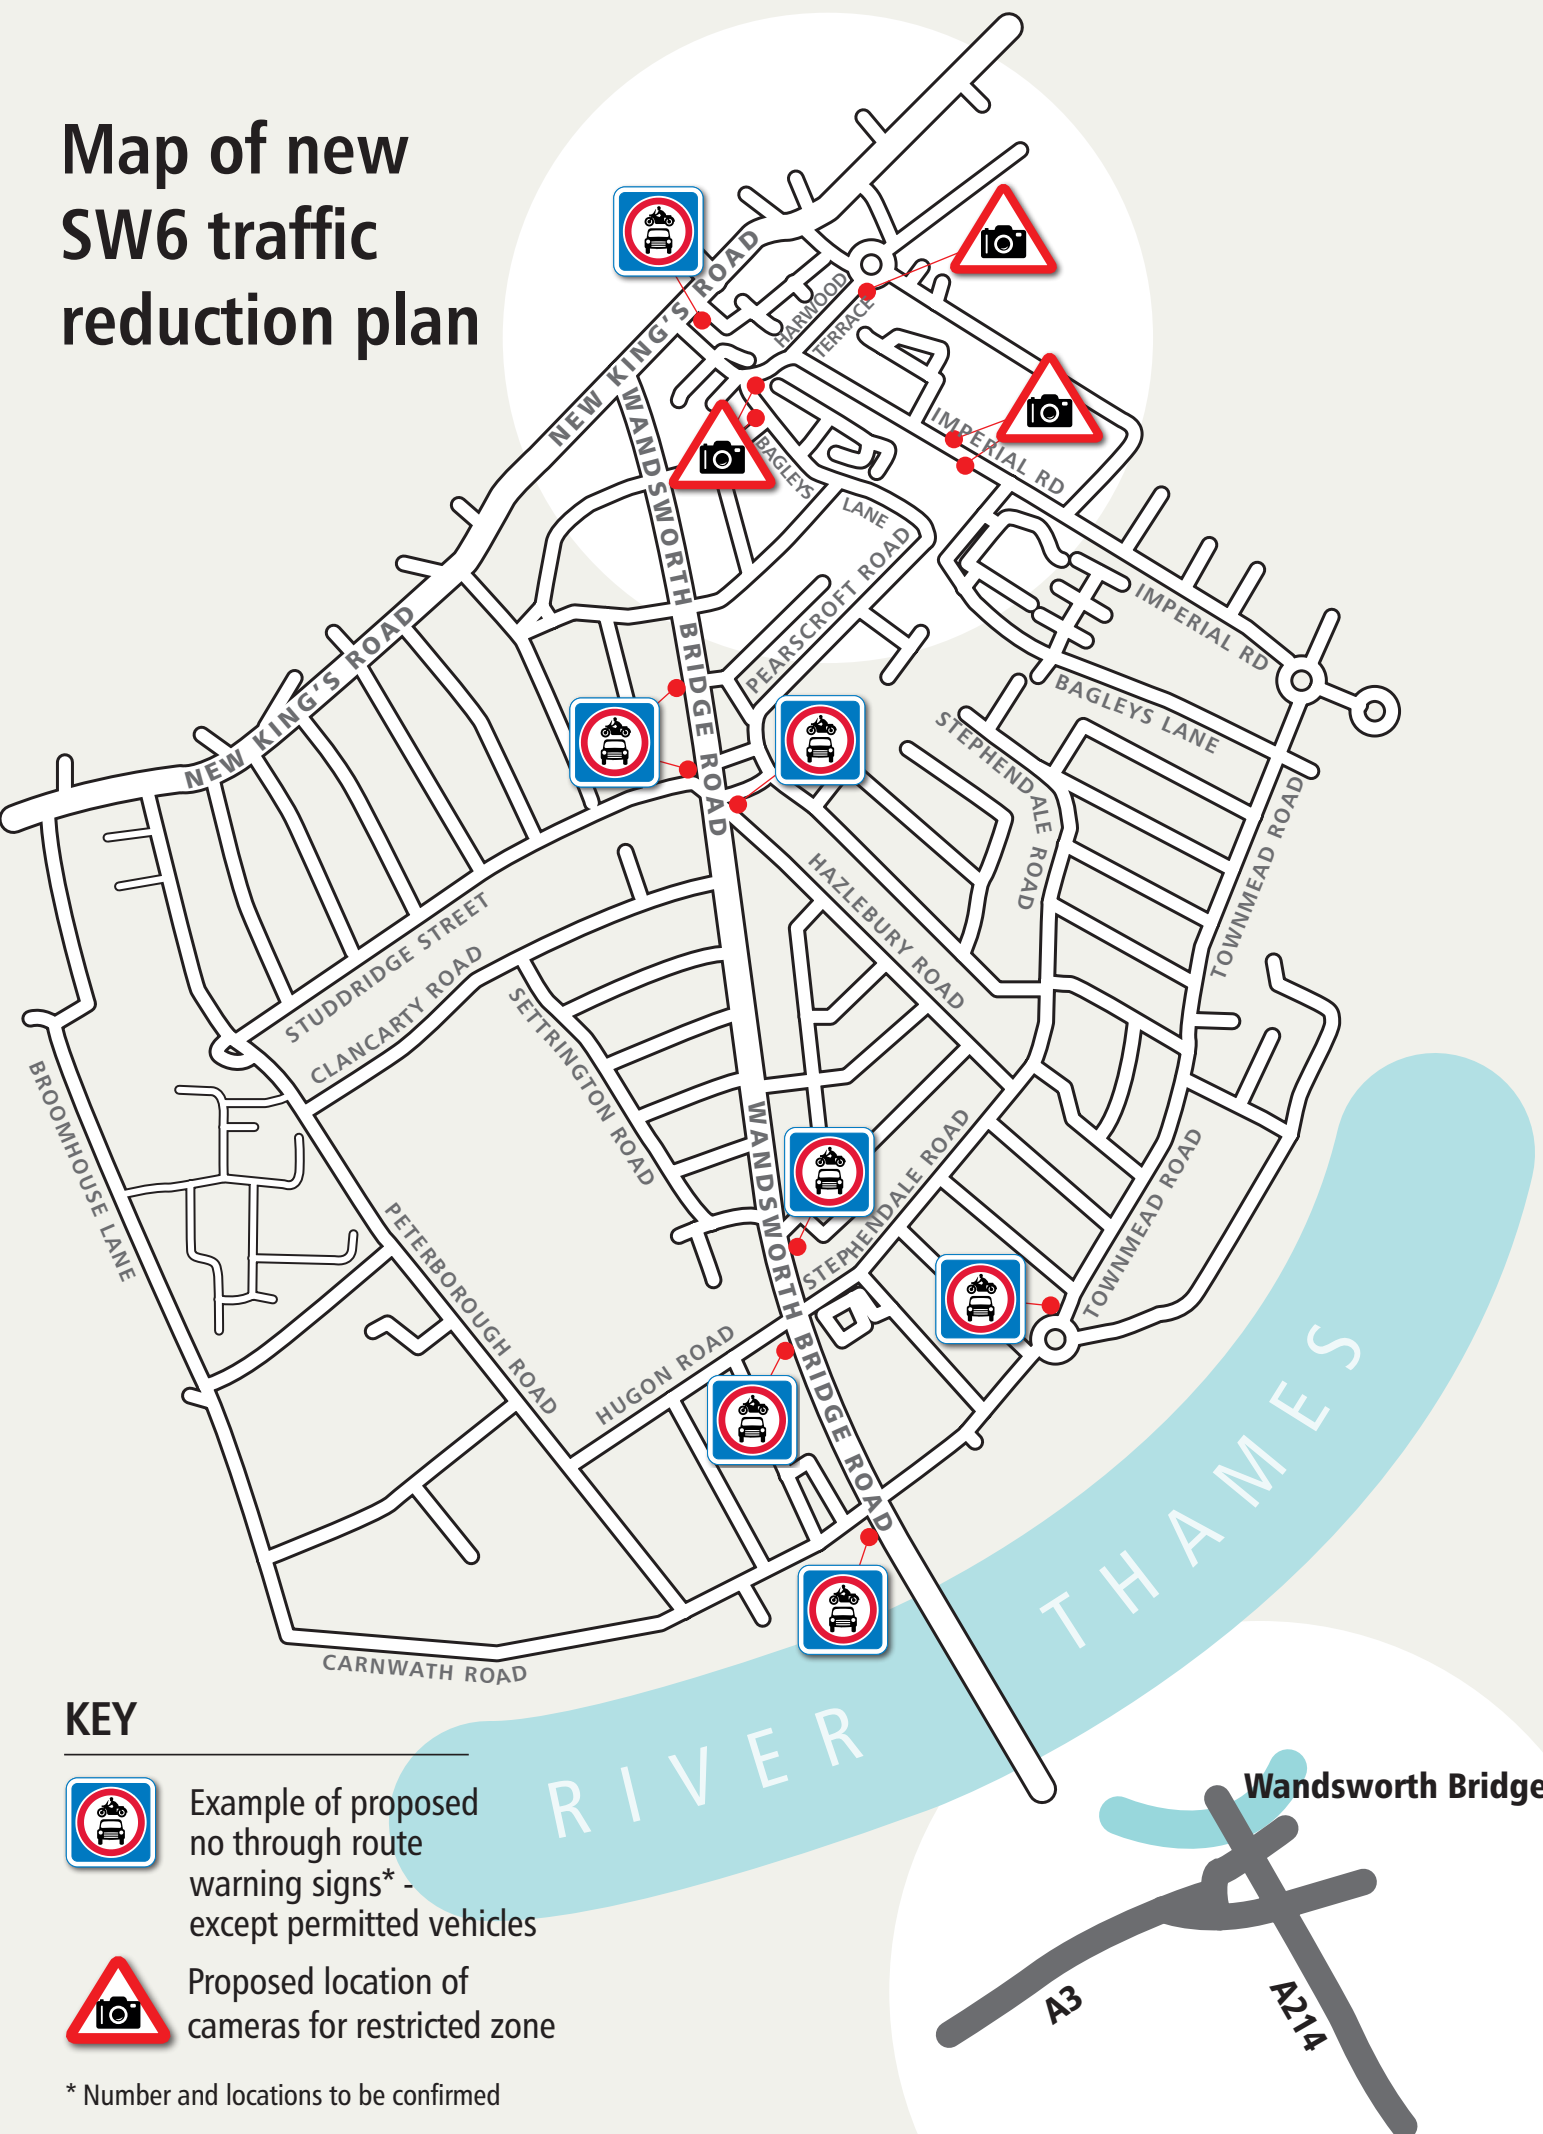 Map of new
SW6 traffic
reduction plan
NEW KING'S ROAD
HARWOOD
TERRACE
NEW KING'S ROAD
WANDSWORTH BRIDGE ROAD
IMPERIAL RD
BAGLEYS
LANE
PEARSCROFT ROAD
IMPERIAL RD
NEW KING'S ROAD
BAGLEYS LANE
STEPHENDALE ROAD
TOWNMEAD ROAD
HAZLEBURY ROAD
STUDDRIDGE STREET
CLANCARTY ROAD
SETTRINGTON ROAD
BROOMHOUSE LANE
WANDSWORTH BRIDGE ROAD
STEPHENDALE ROAD
TOWNMEAD ROAD
PETERBOROUGH ROAD
HUGON ROAD
CARNWATH ROAD
RIVER THAMES
KEY
Example of proposed
no through route
warning signs* -
except permitted vehicles
Proposed location of
cameras for restricted zone
* Number and locations to be confirmed
Wandsworth Bridge
A3
A214